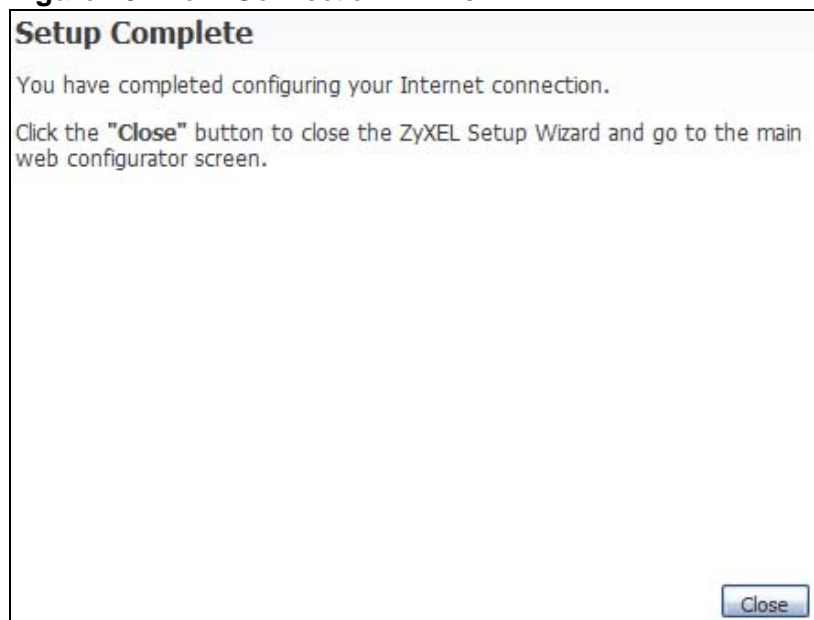 Setup Complete
You have completed configuring your Internet connection.
Click the "Close" button to close the ZyXEL Setup Wizard and go to the main
web configurator screen.
Close